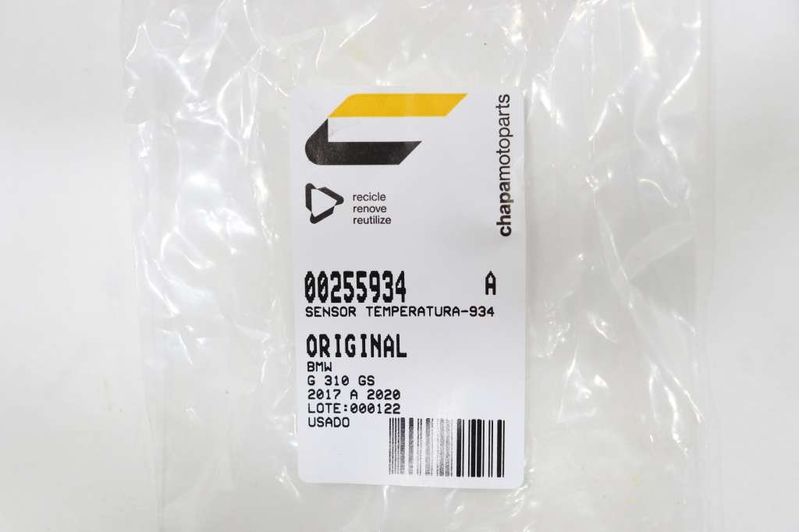 chapamotoparts
recicle
renove
reutilize
00255934 A
SENSOR TEMPERATURA-934
ORIGINAL
BMW
G 310 GS
2017 A 2020
LOTE:000122
USADO